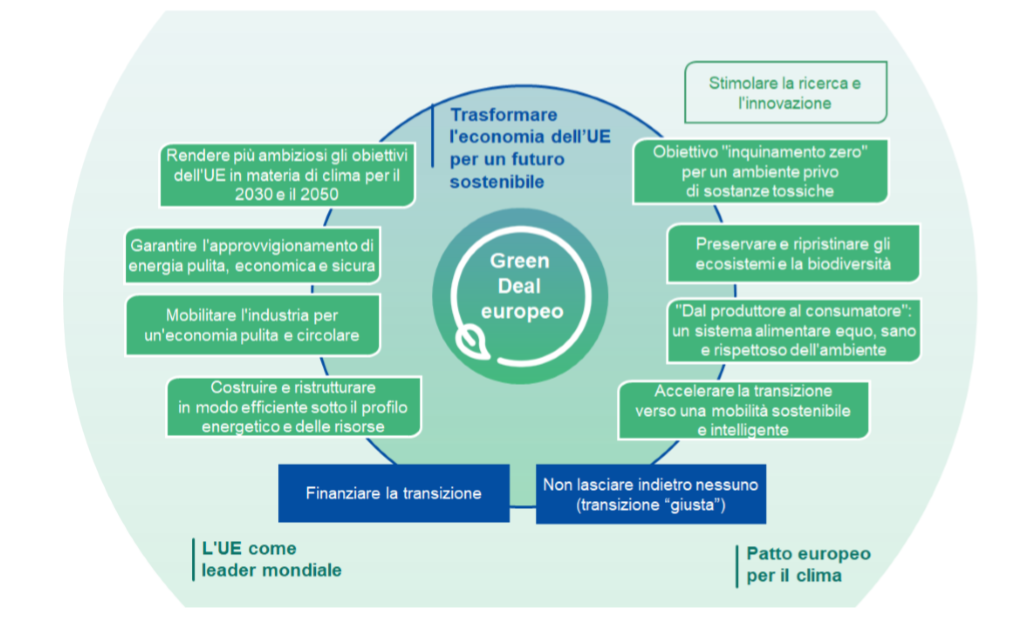 Stimolare la ricerca e
l'innovazione
Trasformare
l'economia dell'UE
per un futuro
sostenibile
Rendere più ambiziosi gli obiettivi
dell'UE in materia di clima per il
2030 e il 2050
Obiettivo "inquinamento zero"
per un ambiente privo
di sostanze tossiche
Garantire l'approvvigionamento di
energia pulita, economica e sicura
Preservare e ripristinare gli
ecosistemi e la biodiversità
Green
Deal
europeo
Mobilitare l'industria per
un'economia pulita e circolare
"Dal produttore al consumatore":
un sistema alimentare equo, sano
e rispettoso dell'ambiente
Costruire e ristrutturare
in modo efficiente sotto il profilo
energetico e delle risorse
Accelerare la transizione
verso una mobilità sostenibile
e intelligente
Finanziare la transizione
Non lasciare indietro nessuno
(transizione “giusta”)
L'UE come
leader mondiale
Patto europeo
per il clima